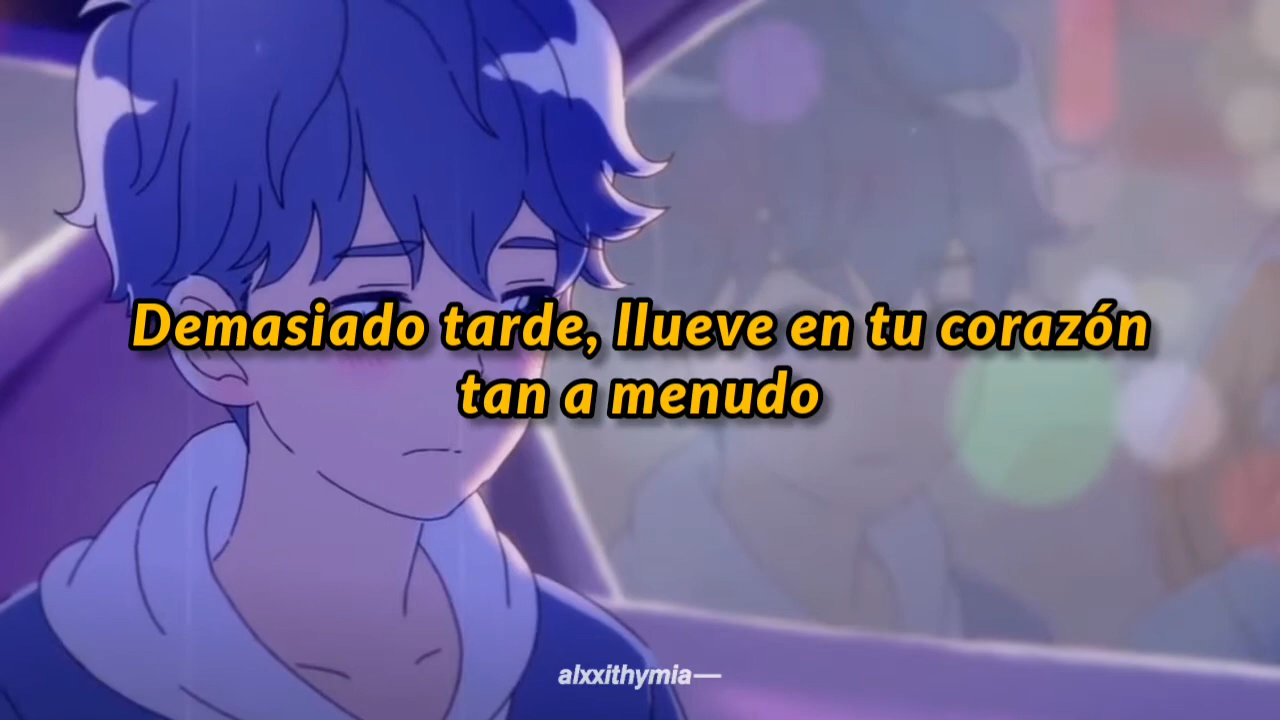 Demasiado tarde, llueve en tu corazón
tan a menudo
alxxithymia—